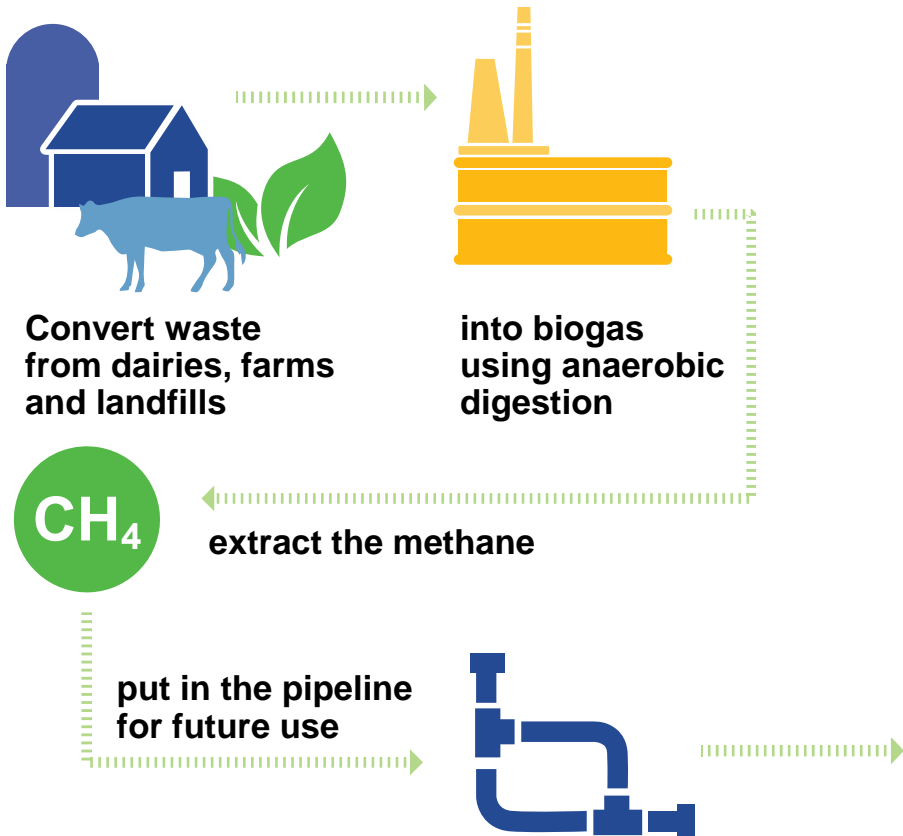 Convert waste
from dairies, farms
and landfills
into biogas
using anaerobic
digestion
CH₄
extract the methane
put in the pipeline
for future use